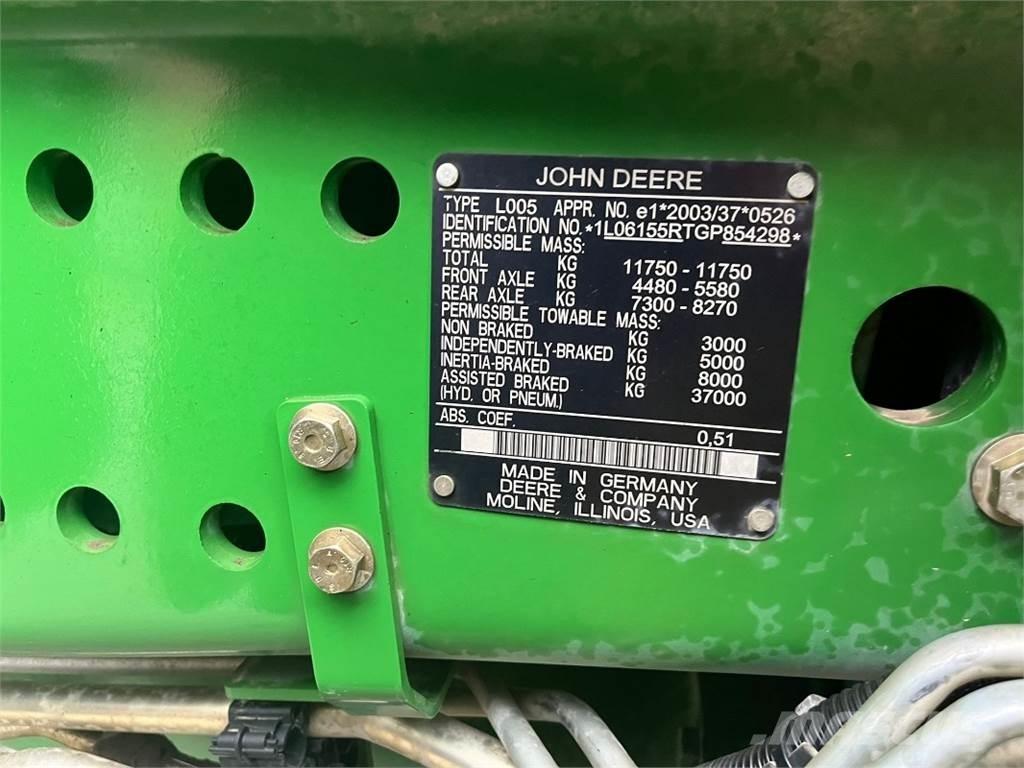 JOHN DEERE
TYPE L005 APPR. NO. e1*2003/37*0526
IDENTIFICATION NO.*1L06155RTGP854298*
PERMISSIBLE MASS:
TOTAL KG 11750 - 11750
FRONT AXLE KG 4480 - 5580
REAR AXLE KG 7300 - 8270
PERMISSIBLE TOWABLE MASS:
NON BRAKED KG 3000
INDEPENDENTLY-BRAKED KG 5000
INERTIA-BRAKED KG 8000
ASSISTED BRAKED KG 37000
(HYD. OR PNEUM.)
ABS. COEF. 0,51
MADE IN GERMANY
DEERE & COMPANY
MOLINE, ILLINOIS, USA